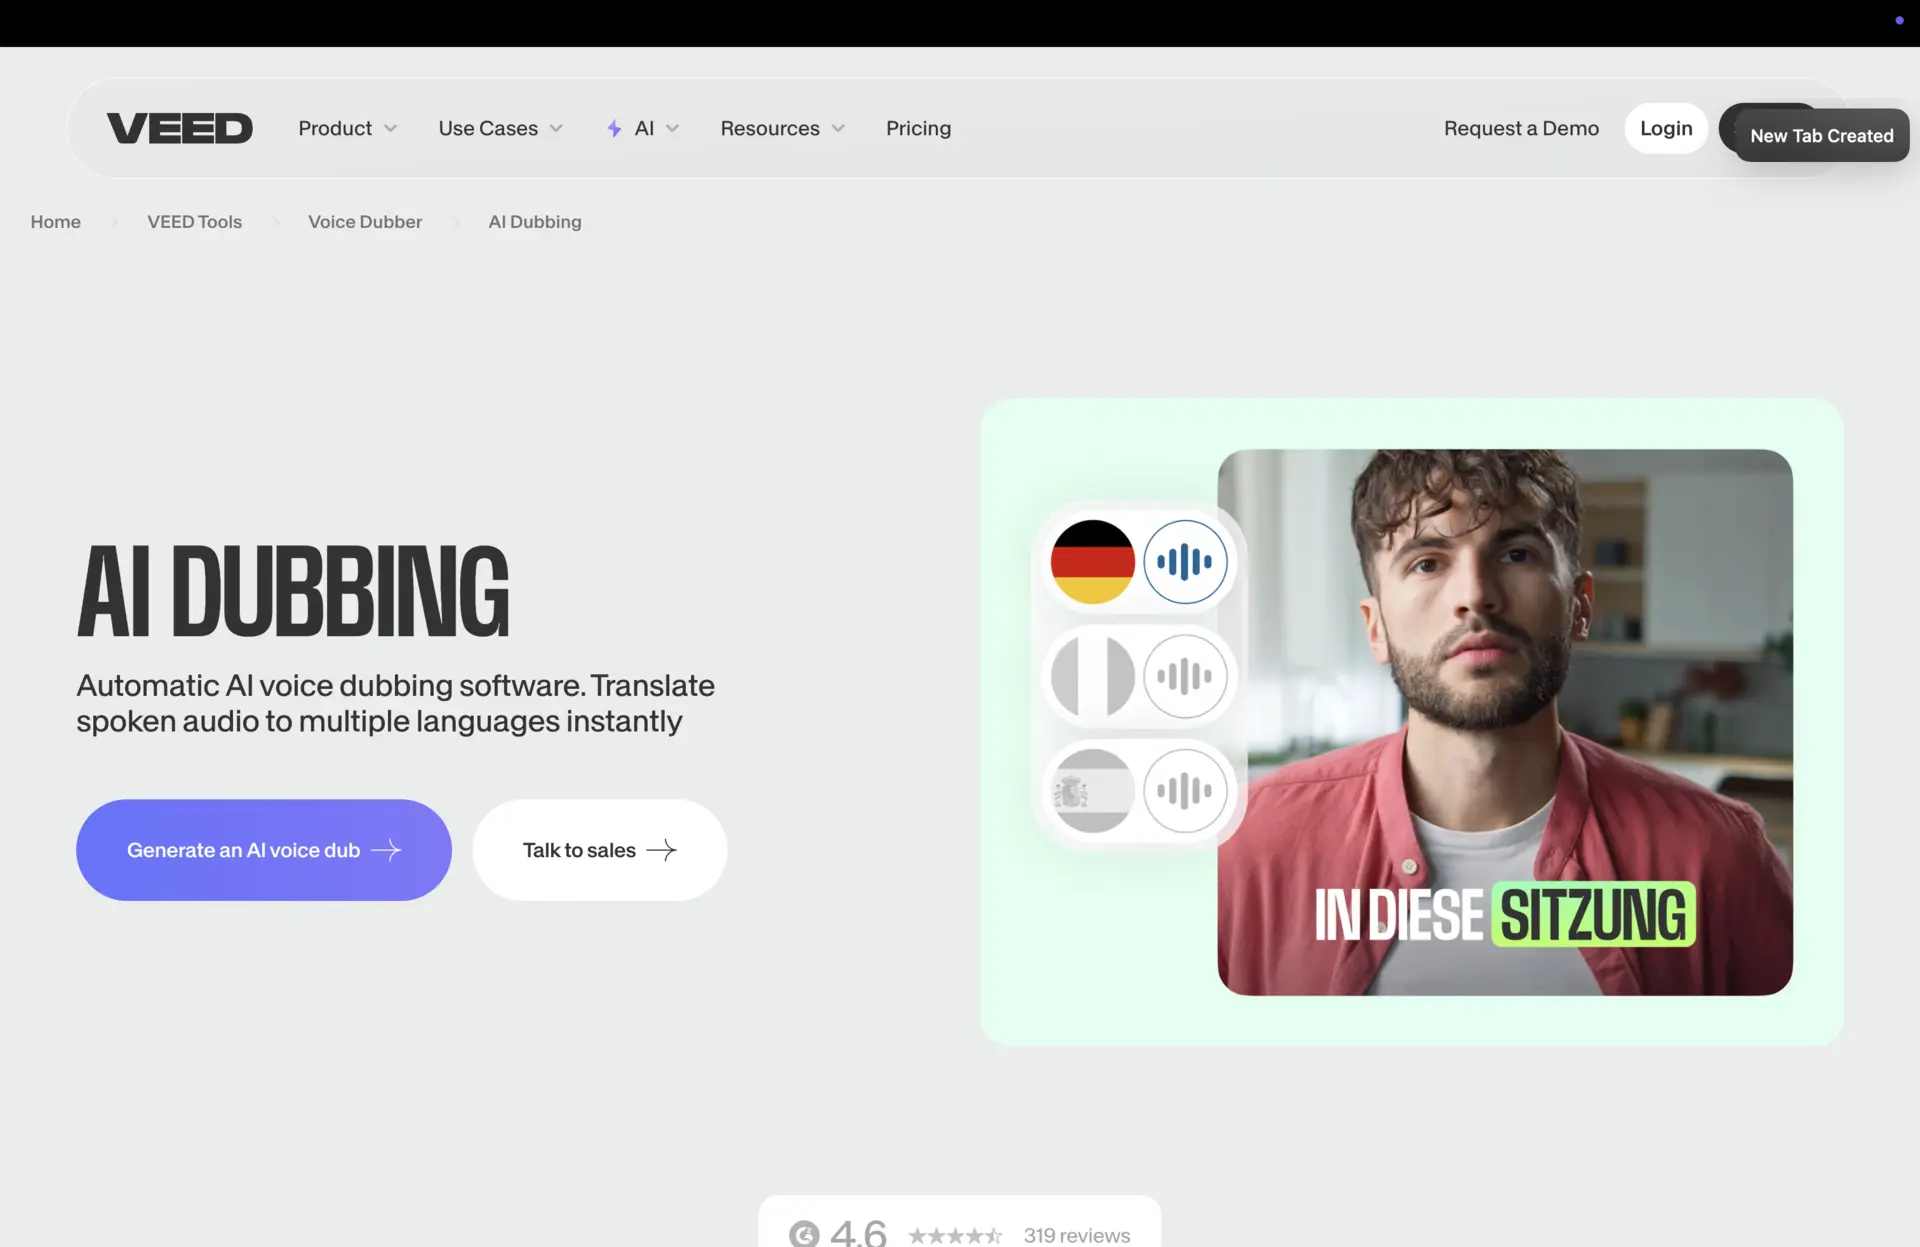 VEED
Product
Use Cases
AI
Resources
Pricing
Request a Demo
Login
New Tab Created
Home
VEED Tools
Voice Dubber
AI Dubbing
AI DUBBING
Automatic AI voice dubbing software. Translate
spoken audio to multiple languages instantly
Generate an AI voice dub
Talk to sales
IN DIESE SITZUNG
4.6
319 reviews